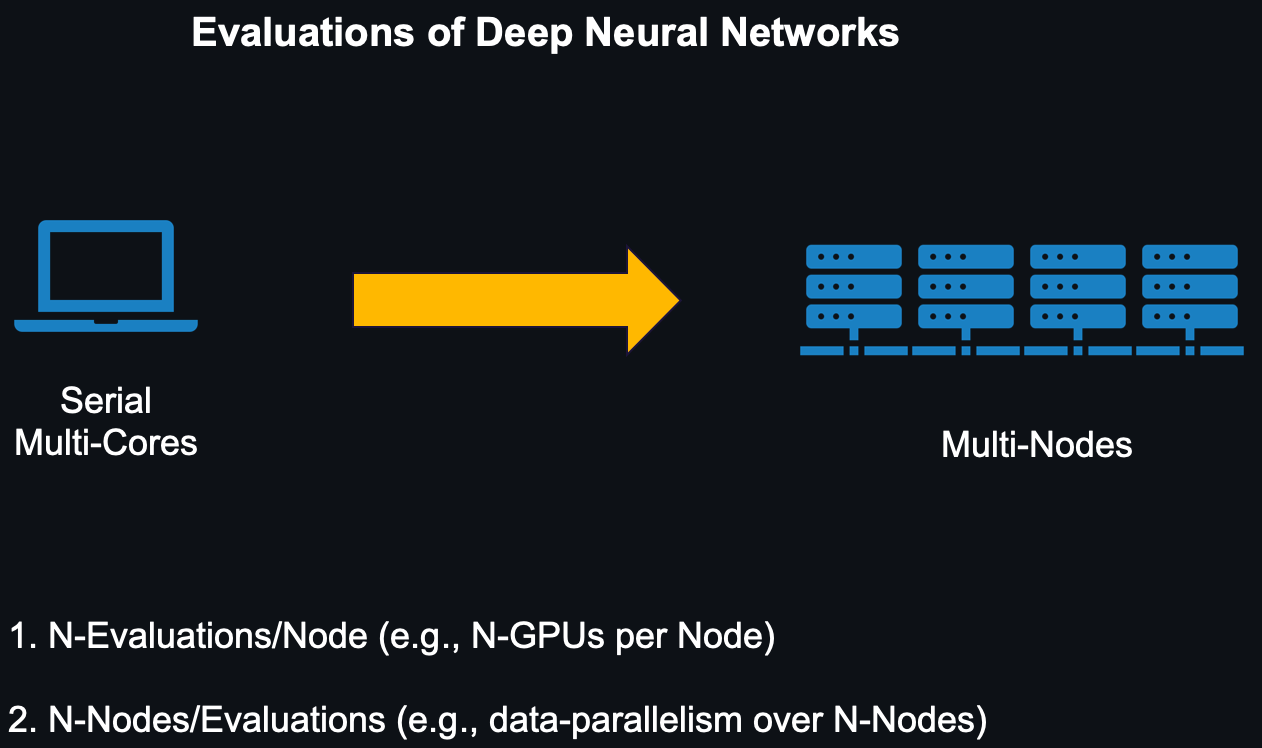 Evaluations of Deep Neural Networks
Serial
Multi-Cores
Multi-Nodes
1. N-Evaluations/Node (e.g., N-GPUs per Node)
2. N-Nodes/Evaluations (e.g., data-parallelism over N-Nodes)